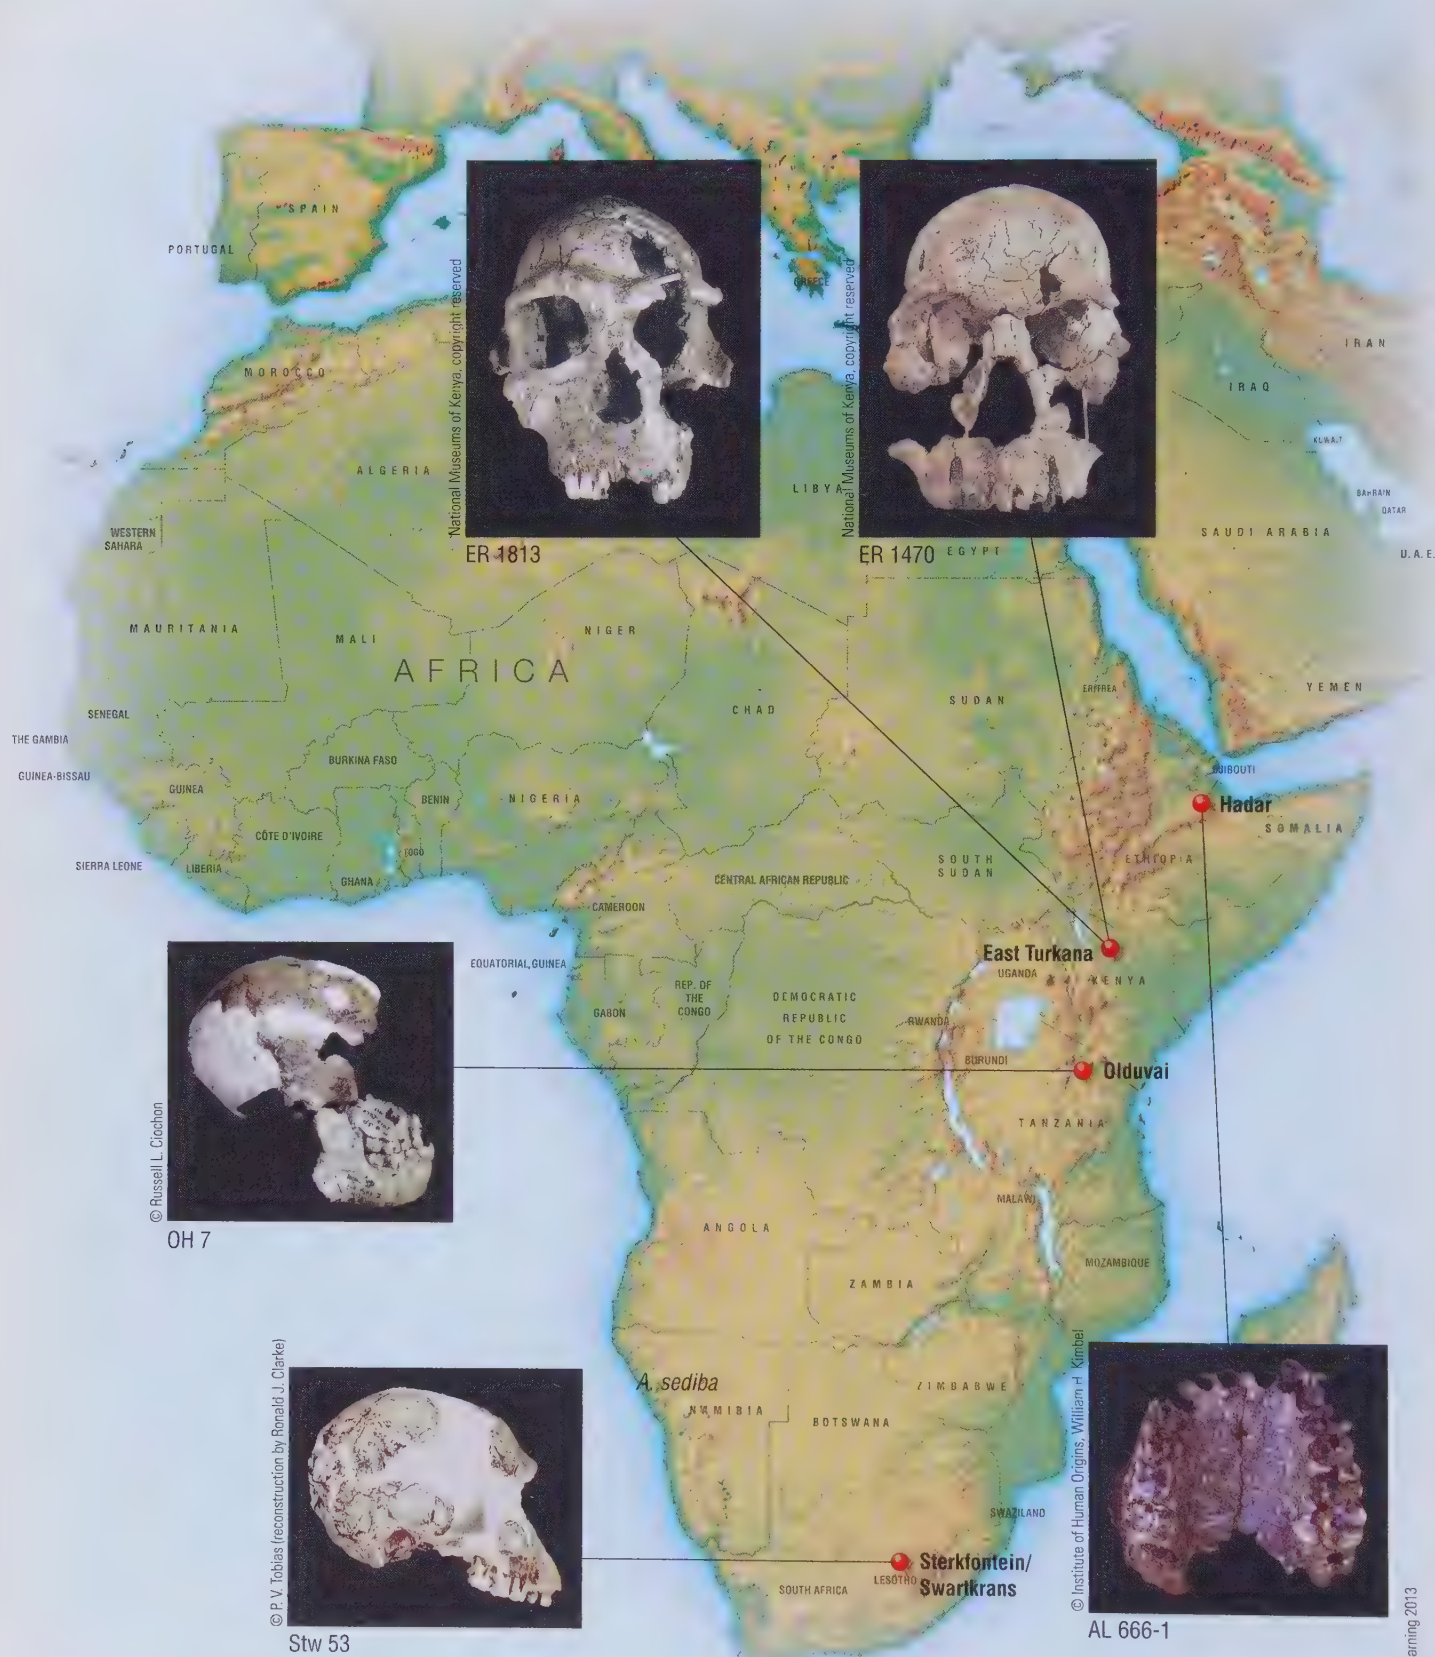 SPAIN
PORTUGAL
GREECE
National Museums of Kenya, copyright reserved
National Museums of Kenya, copyright reserved
IRAN
MOROCCO
IRAQ
KUWAIT
ALGERIA
LIBYA
BAHRAIN
QATAR
WESTERN
SAHARA
SAUDI ARABIA
ER 1813
ER 1470
EGYPT
U.A.E.
MAURITANIA
MALI
NIGER
AFRICA
ERITREA
YEMEN
SENEGAL
CHAD
SUDAN
THE GAMBIA
BURKINA FASO
GUINEA-BISSAU
DJIBOUTI
GUINEA
BENIN
NIGERIA
Hadar
SOMALIA
CÔTE D'IVOIRE
TOGO
SIERRA LEONE
LIBERIA
GHANA
SOUTH
SUDAN
ETHIOPIA
CENTRAL AFRICAN REPUBLIC
CAMEROON
East Turkana
EQUATORIAL GUINEA
UGANDA
KENYA
REP. OF
THE
CONGO
GABON
DEMOCRATIC
REPUBLIC
OF THE CONGO
RWANDA
BURUNDI
Olduvai
TANZANIA
© Russell L. Ciochon
OH 7
MALAWI
ANGOLA
MOZAMBIQUE
ZAMBIA
© P. V. Tobias (reconstruction by Ronald J. Clarke)
A. sediba
NAMIBIA
ZIMBABWE
BOTSWANA
© Institute of Human Origins, William H. Kimbel
SWAZILAND
Sterkfontein/
Swartkrans
LESOTHO
SOUTH AFRICA
Stw 53
AL 666-1
arning 2013